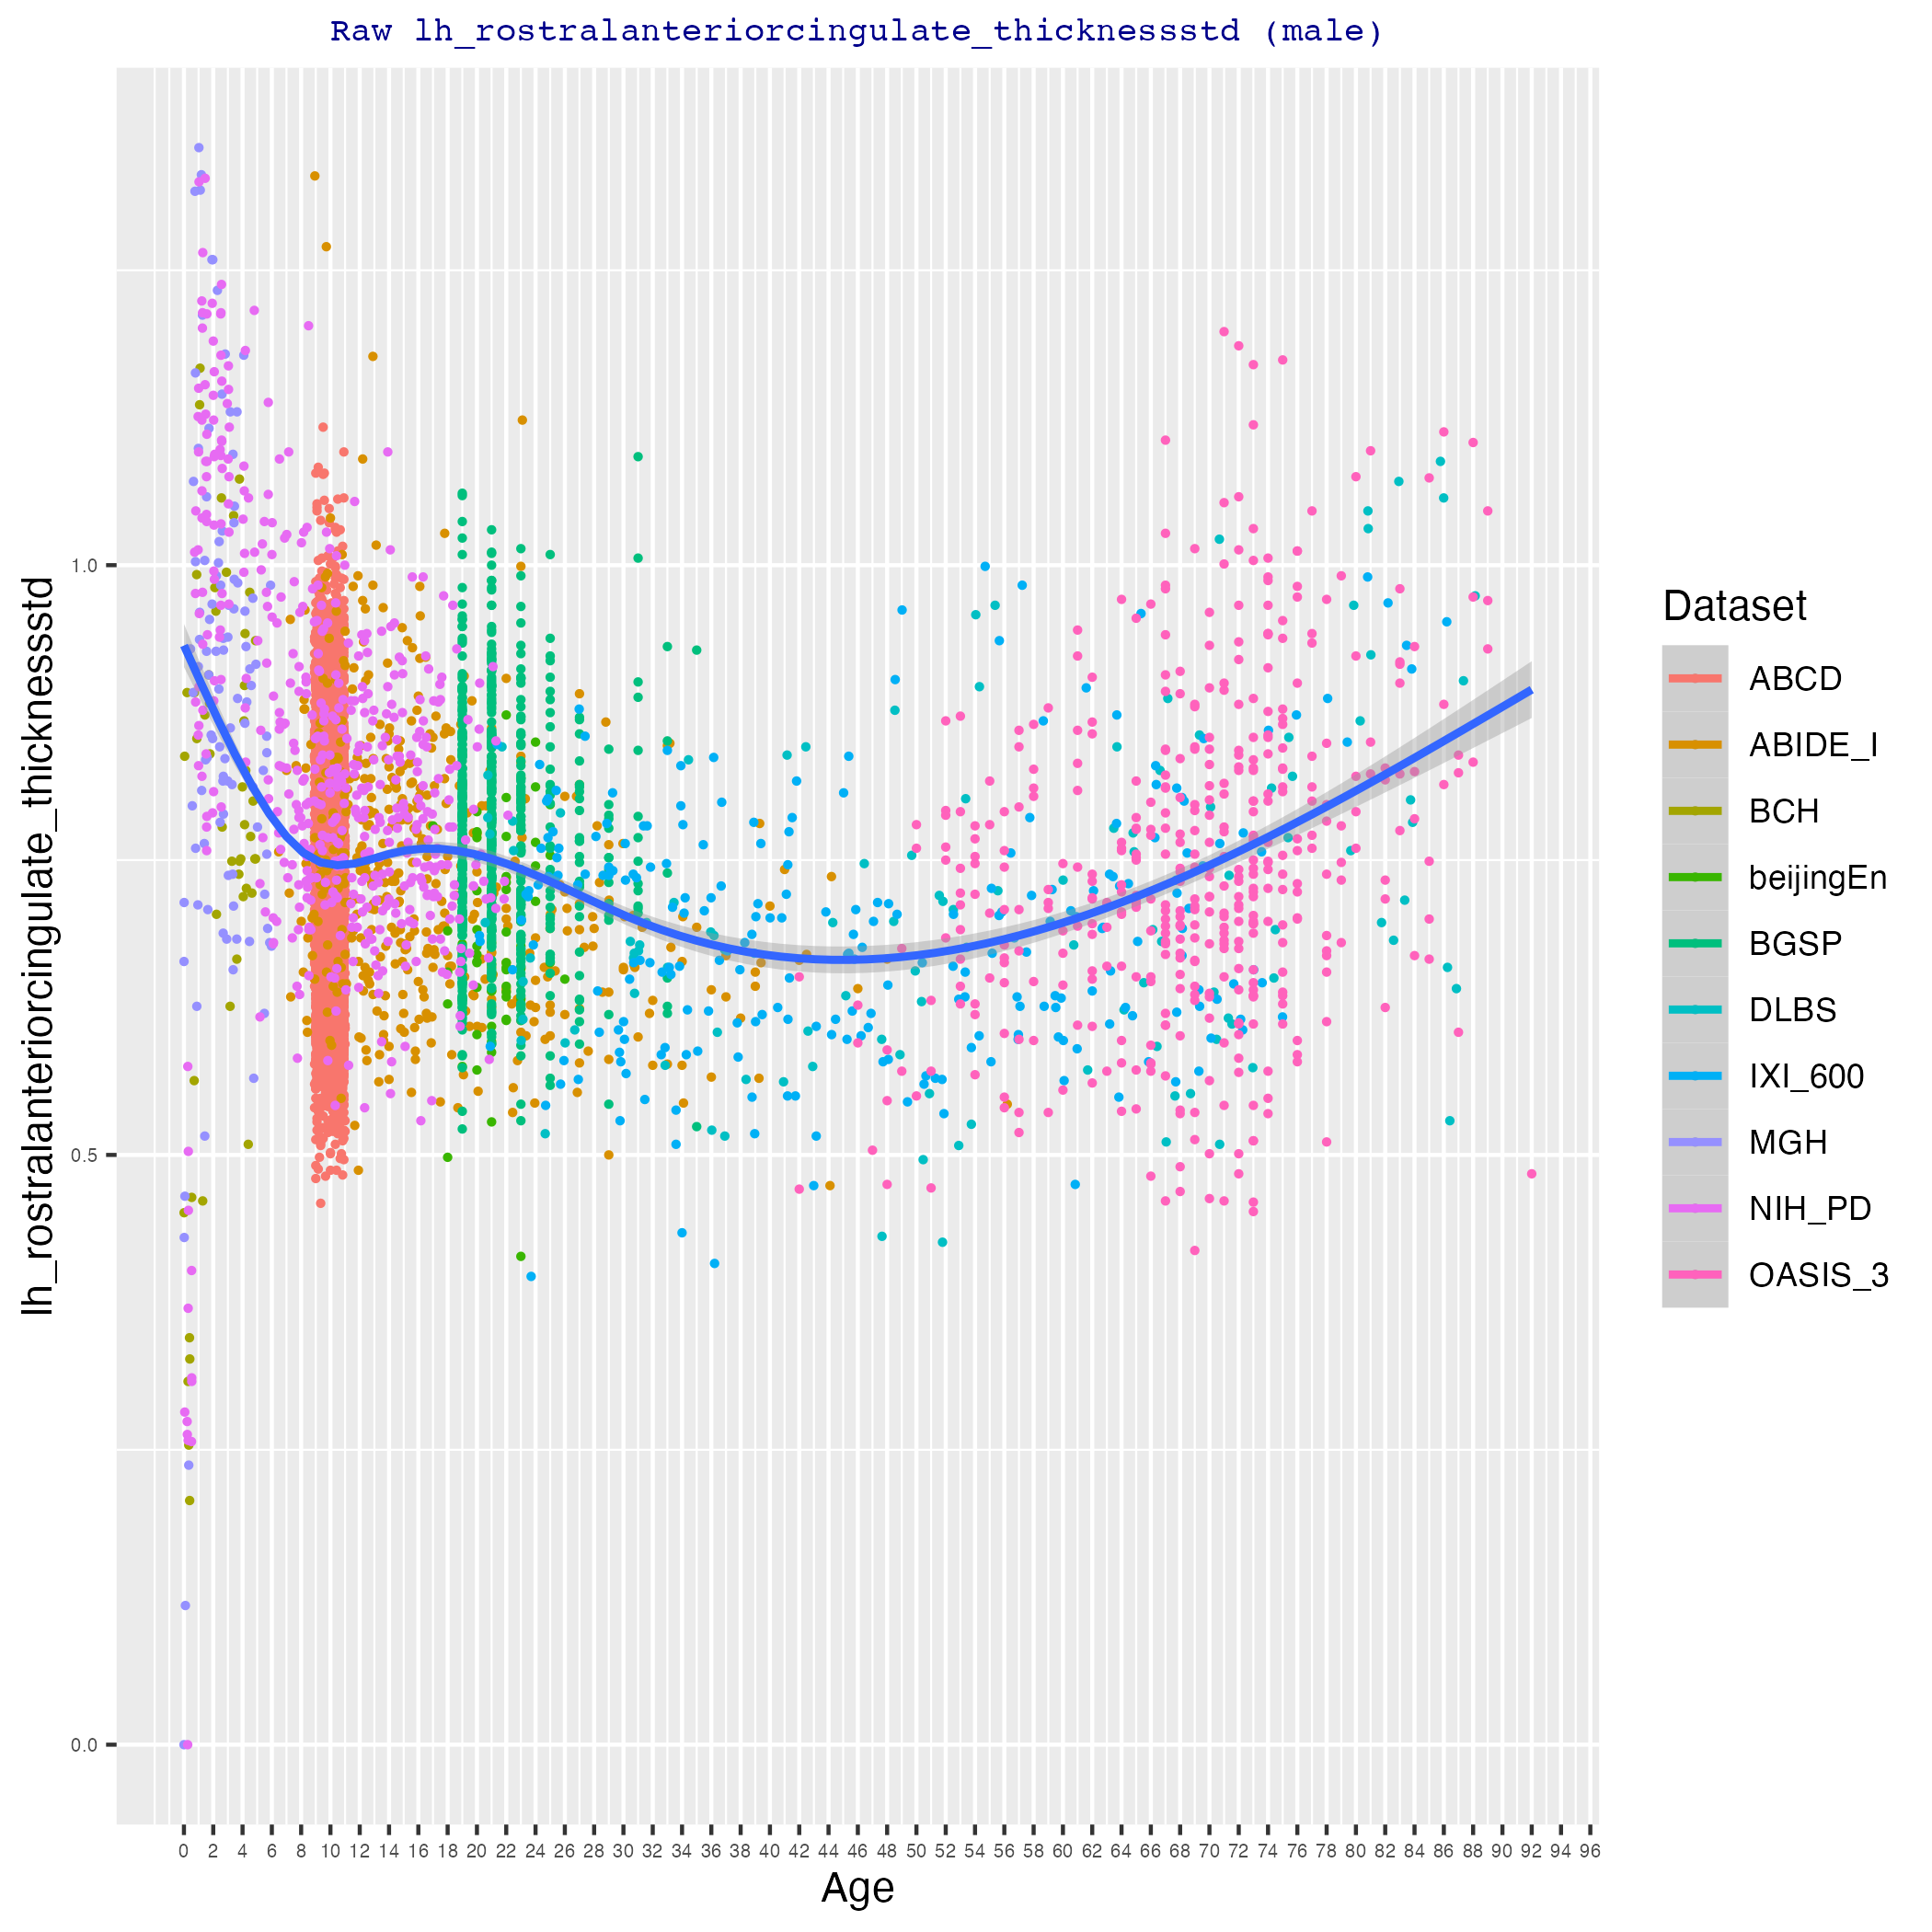 Raw lh_rostralanteriorcingulate_thicknessstd (male)
lh_rostralanteriorcingulate_thicknessstd
1.0
0.5
0.0
0 2 4 6 8 10 12 14 16 18 20 22 24 26 28 30 32 34 36 38 40 42 44 46 48 50 52 54 56 58 60 62 64 66 68 70 72 74 76 78 80 82 84 86 88 90 92 94 96
Age
Dataset
ABCD
ABIDE_I
BCH
beijingEn
BGSP
DLBS
IXI_600
MGH
NIH_PD
OASIS_3